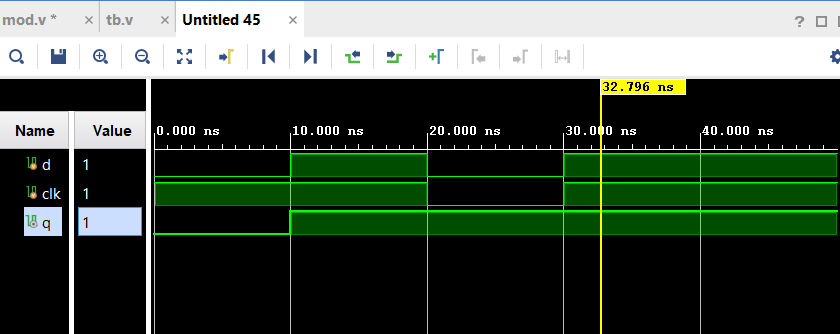 mod.v * × tb.v × Untitled 45 ×
32.796 ns
Name Value 0.000 ns 10.000 ns 20.000 ns 30.000 ns 40.000 ns
d 1
clk 1
q 1